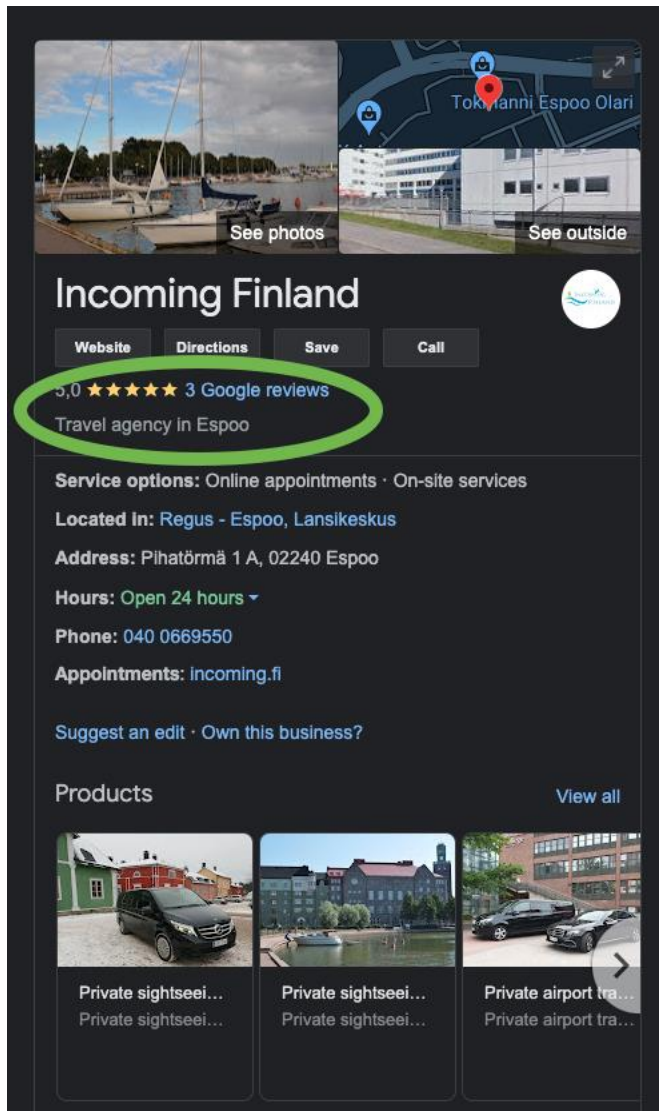 Tokmanni Espoo Olari
See photos
See outside
Incoming Finland
Website Directions Save Call
5,0 3 Google reviews
Travel agency in Espoo
Service options: Online appointments · On-site services
Located in: Regus - Espoo, Lansikeskus
Address: Pihatörmä 1 A, 02240 Espoo
Hours: Open 24 hours
Phone: 040 0669550
Appointments: incoming.fi
Suggest an edit · Own this business?
Products
View all
Private sightseei... Private sightseei... Private airport tra...
Private sightseei... Private sightseei... Private airport tra...